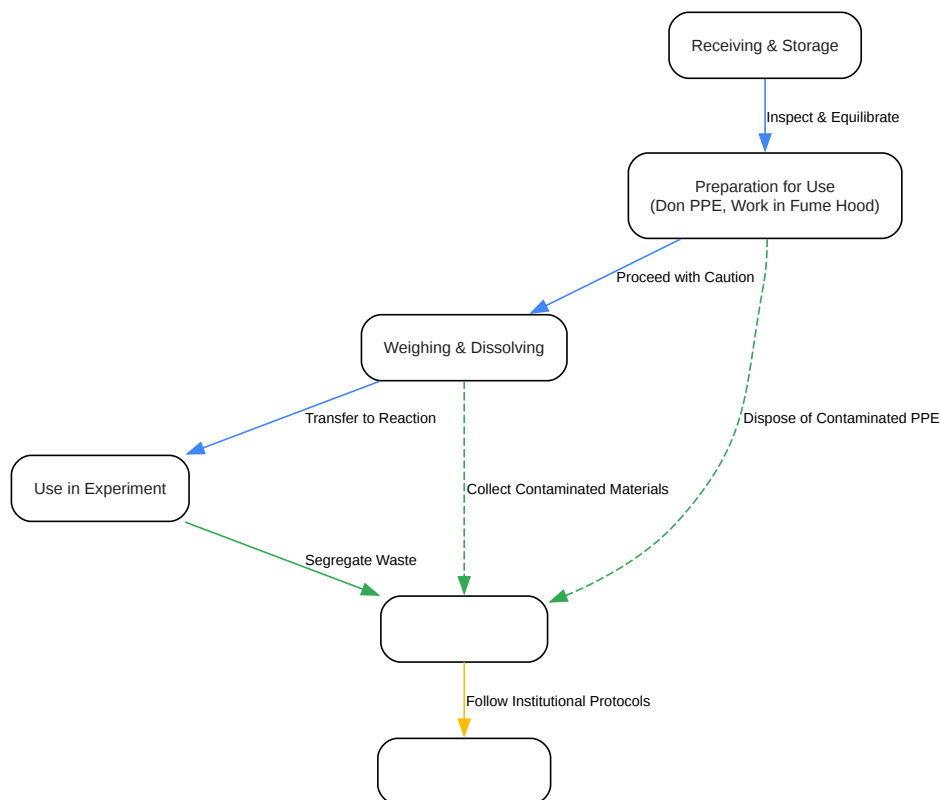 Receiving & Storage
Inspect & Equilibrate
Preparation for Use
(Don PPE, Work in Fume Hood)
Proceed with Caution
Weighing & Dissolving
Transfer to Reaction
Dispose of Contaminated PPE
Use in Experiment
Collect Contaminated Materials
Segregate Waste
Follow Institutional Protocols